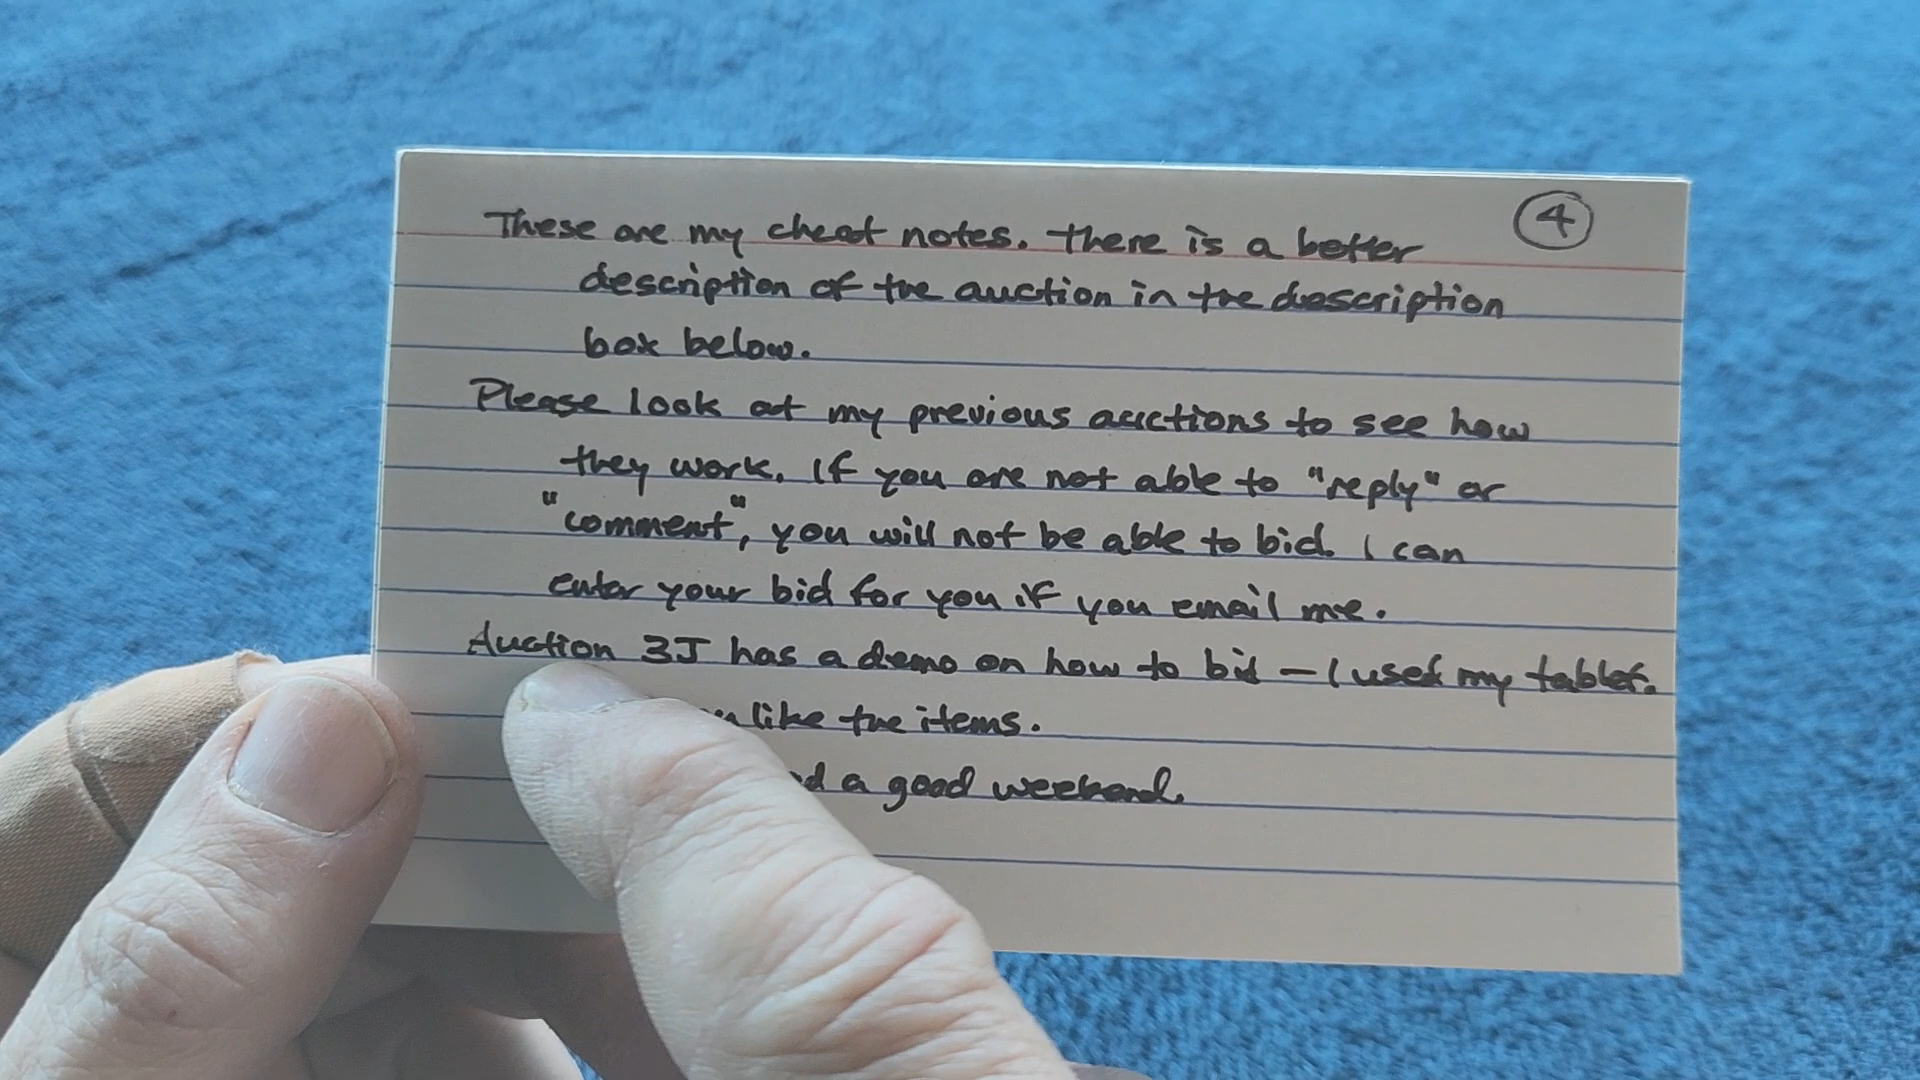 4
These are my cheat notes. There is a better
description of the auction in the description
box below.
Please look at my previous auctions to see how
they work. If you are not able to "reply" or
"comment", you will not be able to bid. I can
enter your bid for you if you email me.
Auction 3J has a demo on how to bid – I used my tablet.
like the items.
a good weekend.